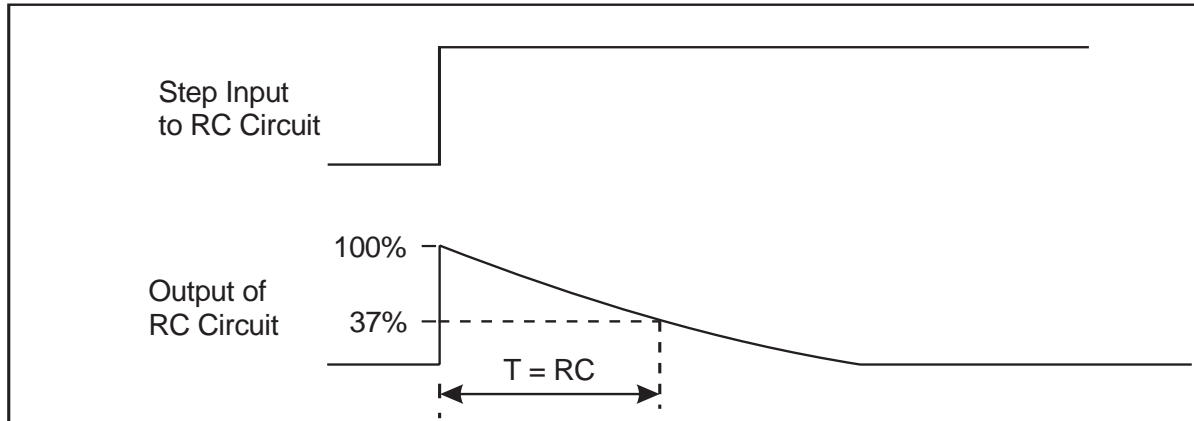 Step Input
to RC Circuit
100%
Output of
RC Circuit
37%
T = RC